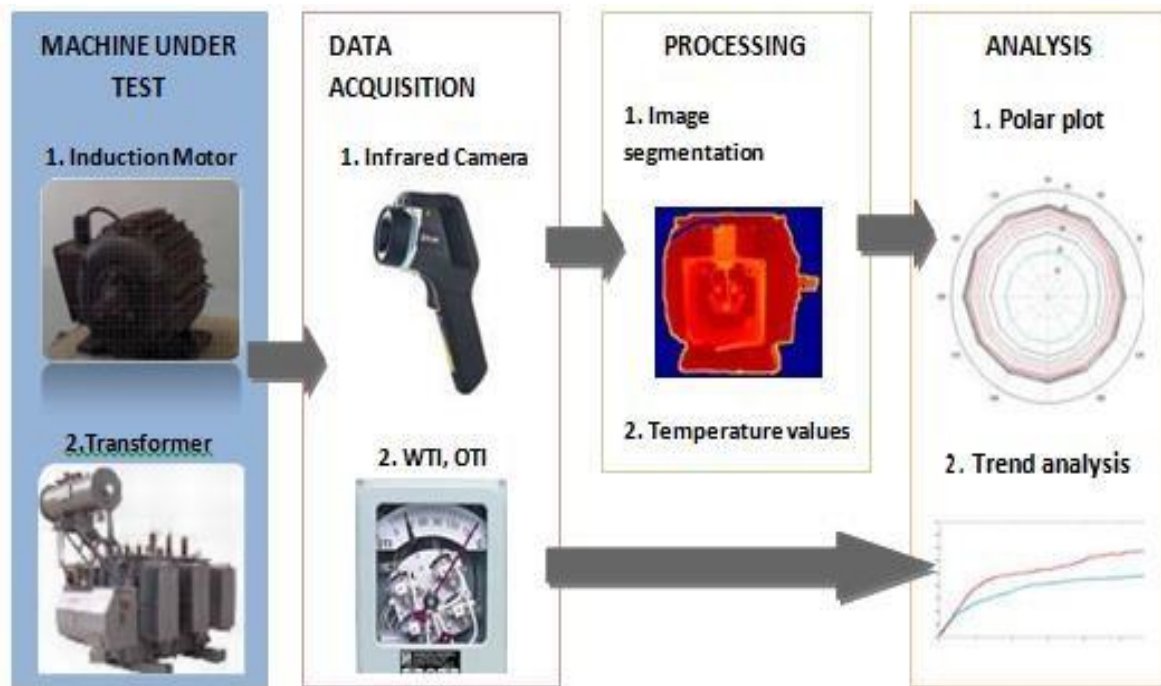 MACHINE UNDER
TEST
1. Induction Motor
2.Transformer
DATA
ACQUISITION
1. Infrared Camera
2. WTI, OTI
PROCESSING
1. Image
segmentation
2. Temperature values
ANALYSIS
1. Polar plot
2. Trend analysis